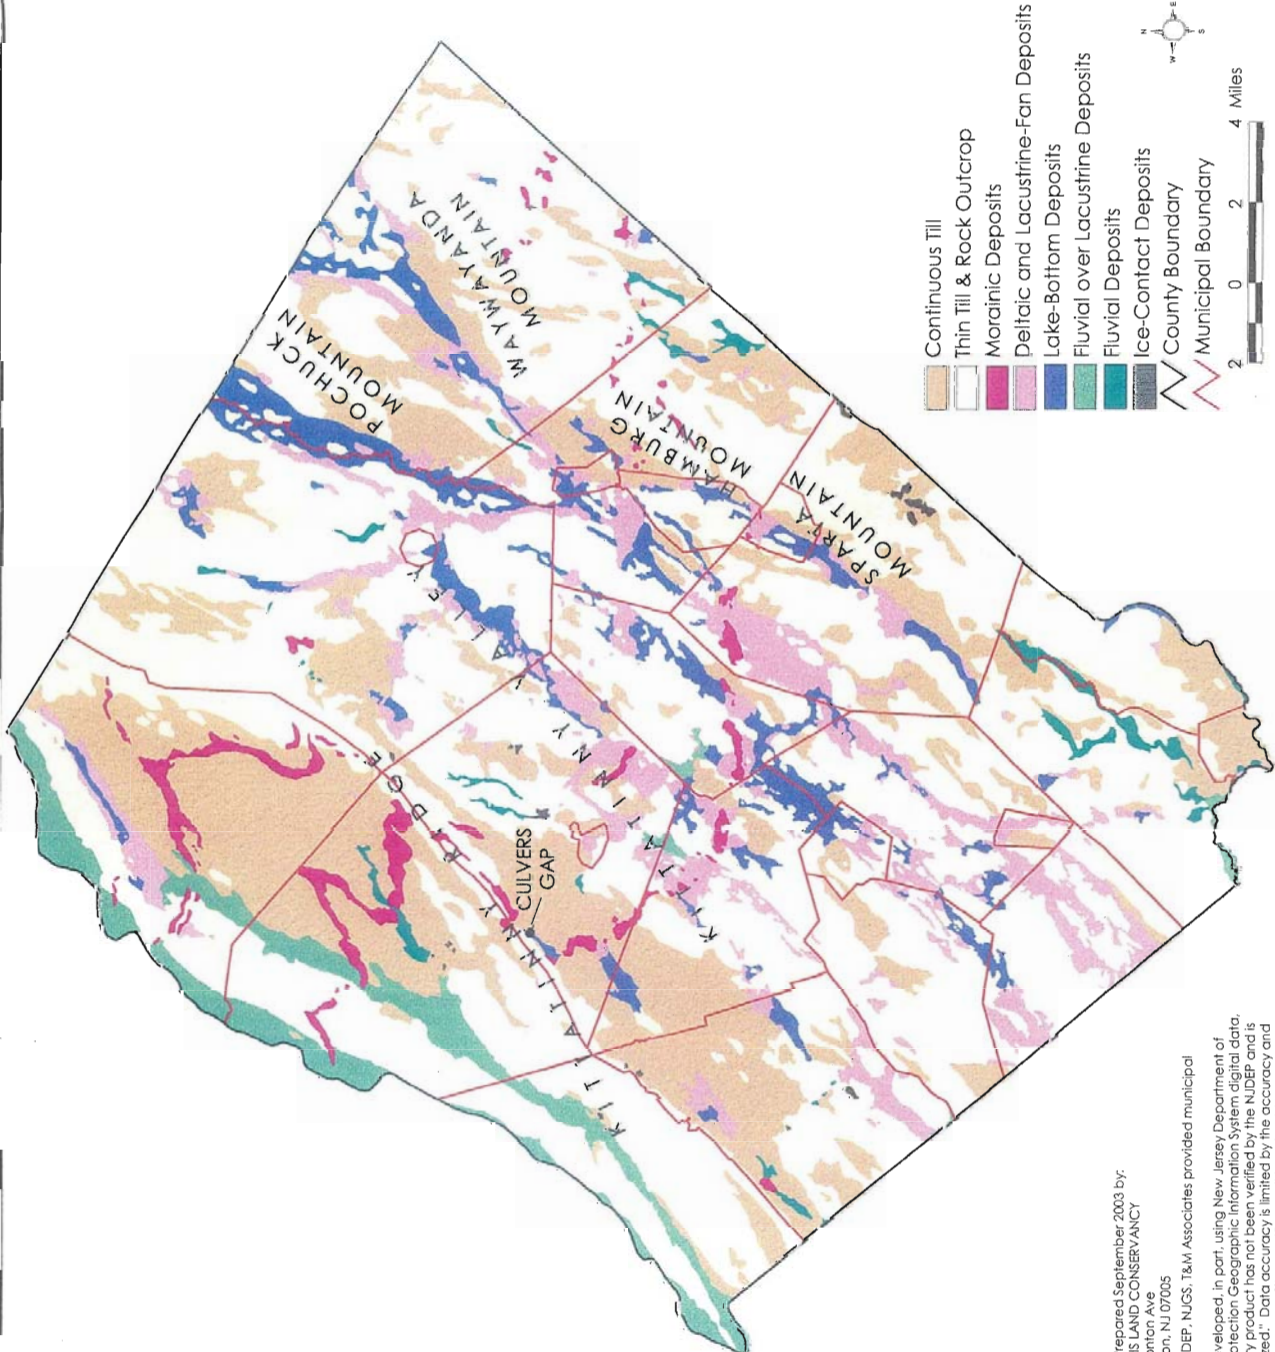 POCHUCK
MOUNTAIN
WAYWAYANDA
MOUNTAIN
HAMBURG
MOUNTAIN
SPARTA
MOUNTAIN
KITTATINNY VALLEY
KITTATINNY RIDGE
CULVERS
GAP
Continuous Till
Thin Till & Rock Outcrop
Morainic Deposits
Deltaic and Lacustrine-Fan Deposits
Lake-Bottom Deposits
Fluvial over Lacustrine Deposits
Fluvial Deposits
Ice-Contact Deposits
County Boundary
Municipal Boundary
2 0 2 4 Miles
N
W E
S
repared September 2003 by:
IS LAND CONSERVANCY
onton Ave
on, NJ 07005
DEP, NJGS, T&M Associates provided municipal
veloped, in part, using New Jersey Department of
otection Geographic Information System digital data,
y product has not been verified by the NJDEP and is
zed." Data accuracy is limited by the accuracy and